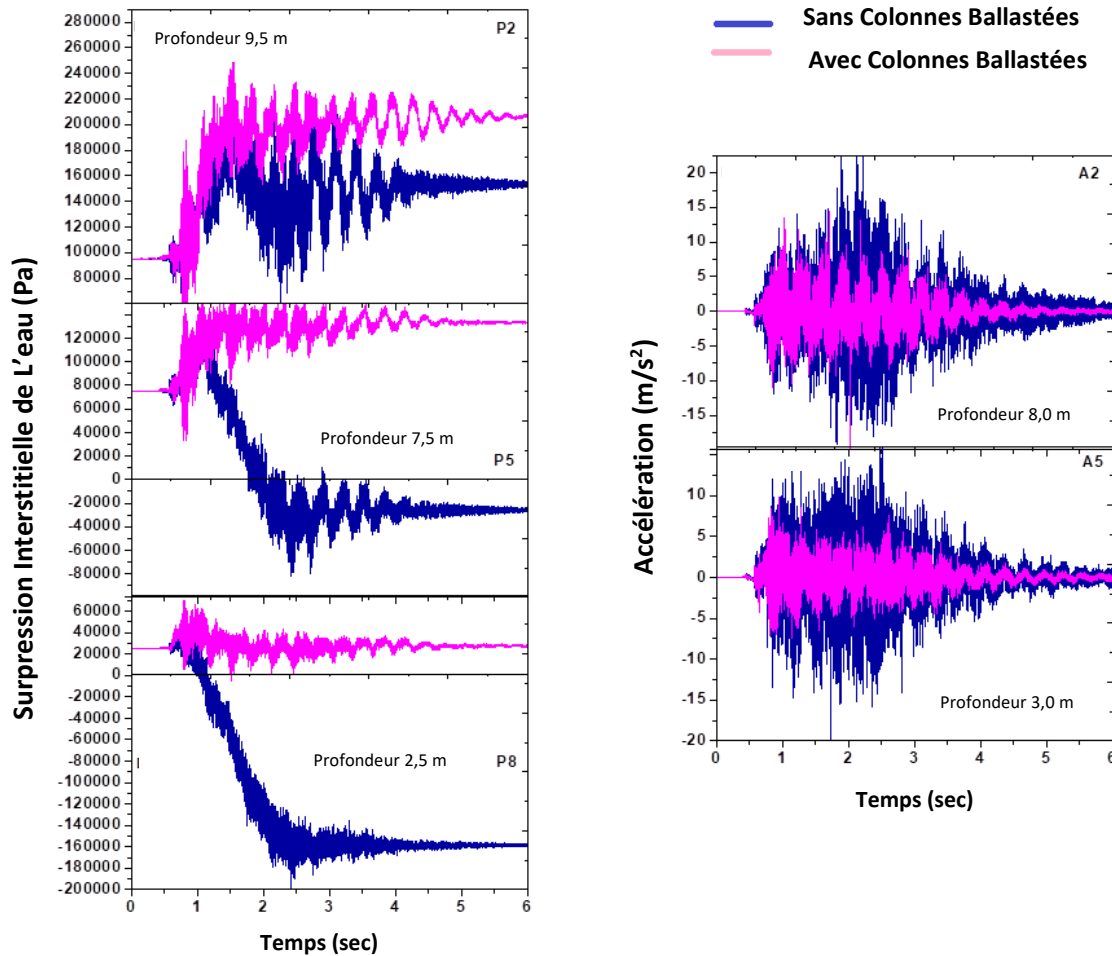 Sans Colonnes Ballastées
Avec Colonnes Ballastées
Surpression Interstitielle de L'eau (Pa)
280000
260000
240000
220000
200000
180000
160000
140000
120000
100000
80000
Profondeur 9,5 m
P2
120000
100000
80000
60000
40000
20000
0
-20000
-40000
-60000
-80000
Profondeur 7,5 m
P5
60000
40000
20000
0
-20000
-40000
-60000
-80000
-100000
-120000
-140000
-160000
-180000
-200000
Profondeur 2,5 m
P8
0 1 2 3 4 5 6
Temps (sec)
Accélération (m/s²)
20
15
10
5
0
-5
-10
-15
A2
Profondeur 8,0 m
10
5
0
-5
-10
-15
-20
A5
Profondeur 3,0 m
0 1 2 3 4 5 6
Temps (sec)